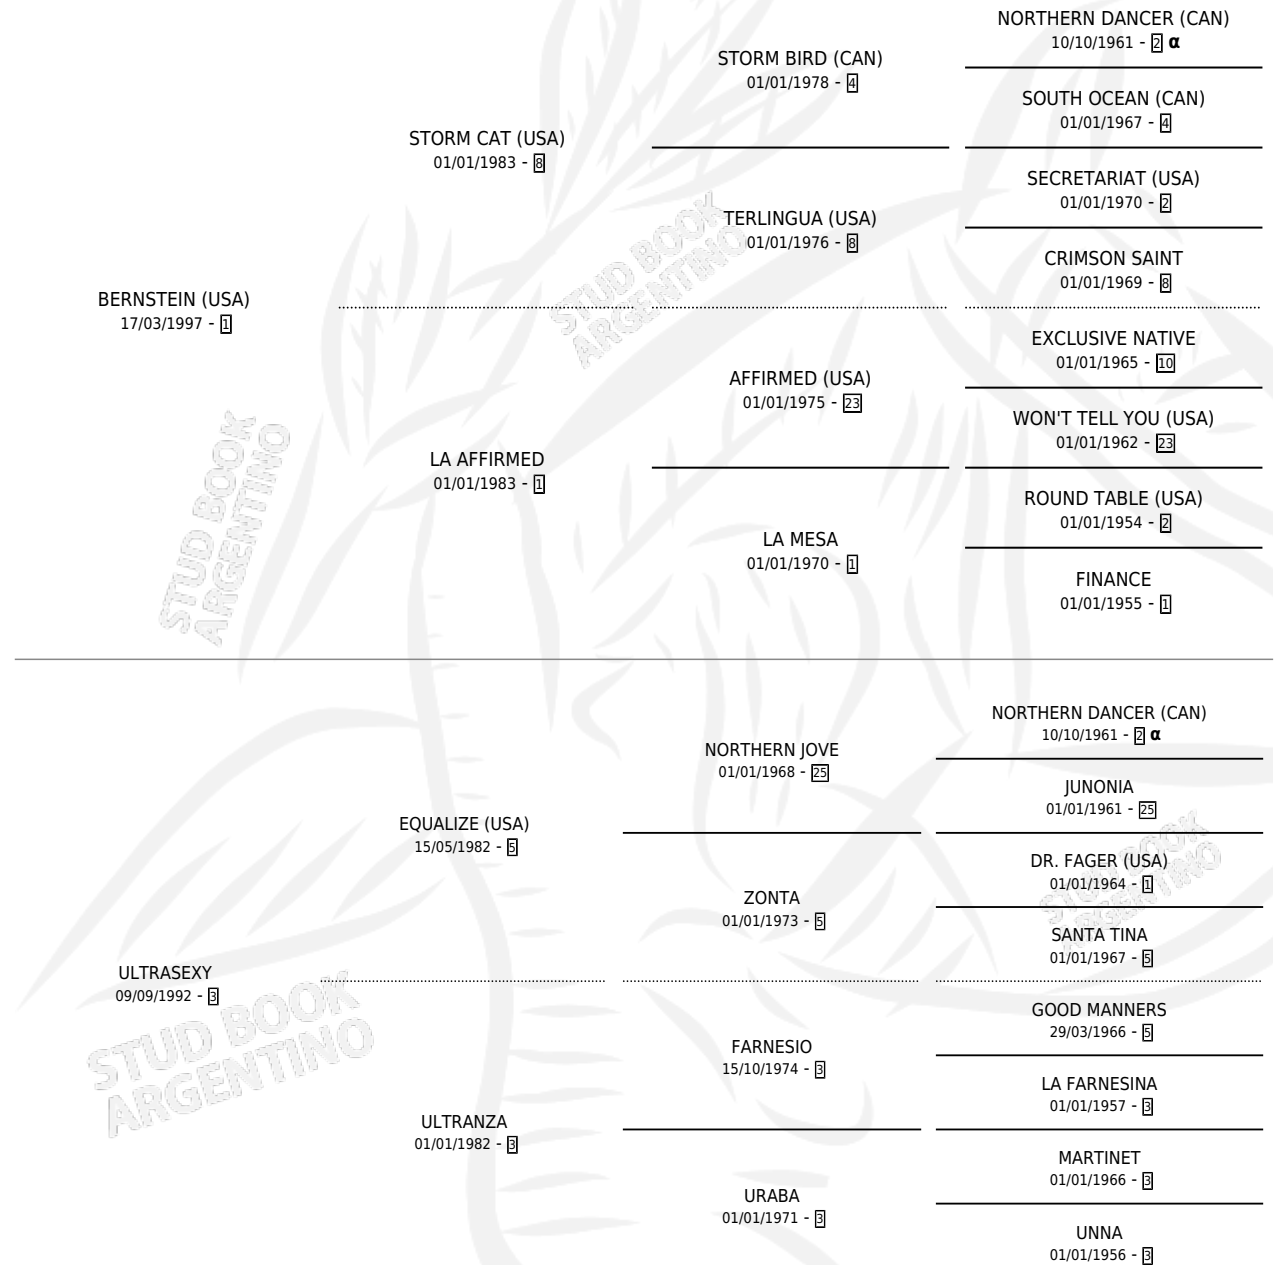 NORTHERN DANCER (CAN)
10/10/1961 - 2 α
STORM BIRD (CAN)
01/01/1978 - 4
SOUTH OCEAN (CAN)
01/01/1967 - 4
STORM CAT (USA)
01/01/1983 - 8
SECRETARIAT (USA)
01/01/1970 - 2
TERLINGUA (USA)
01/01/1976 - 8
CRIMSON SAINT
01/01/1969 - 8
BERNSTEIN (USA)
17/03/1997 - 1
EXCLUSIVE NATIVE
01/01/1965 - 10
AFFIRMED (USA)
01/01/1975 - 23
WON'T TELL YOU (USA)
01/01/1962 - 23
LA AFFIRMED
01/01/1983 - 1
ROUND TABLE (USA)
01/01/1954 - 2
LA MESA
01/01/1970 - 1
FINANCE
01/01/1955 - 1
NORTHERN DANCER (CAN)
10/10/1961 - 2 α
NORTHERN JOVE
01/01/1968 - 25
JUNONIA
01/01/1961 - 25
EQUALIZE (USA)
15/05/1982 - 5
DR. FAGER (USA)
01/01/1964 - 1
ZONTA
01/01/1973 - 5
SANTA TINA
01/01/1967 - 5
ULTRASEXY
09/09/1992 - 3
GOOD MANNERS
29/03/1966 - 5
FARNESIO
15/10/1974 - 3
LA FARNESINA
01/01/1957 - 3
ULTRANZA
01/01/1982 - 3
MARTINET
01/01/1966 - 3
URABA
01/01/1971 - 3
UNNA
01/01/1956 - 3
STUD BOOK
ARGENTINO
STUD BOOK
ARGENTINO
STUD BOOK
ARGENTINO
STUD BOOK
ARGENTINO